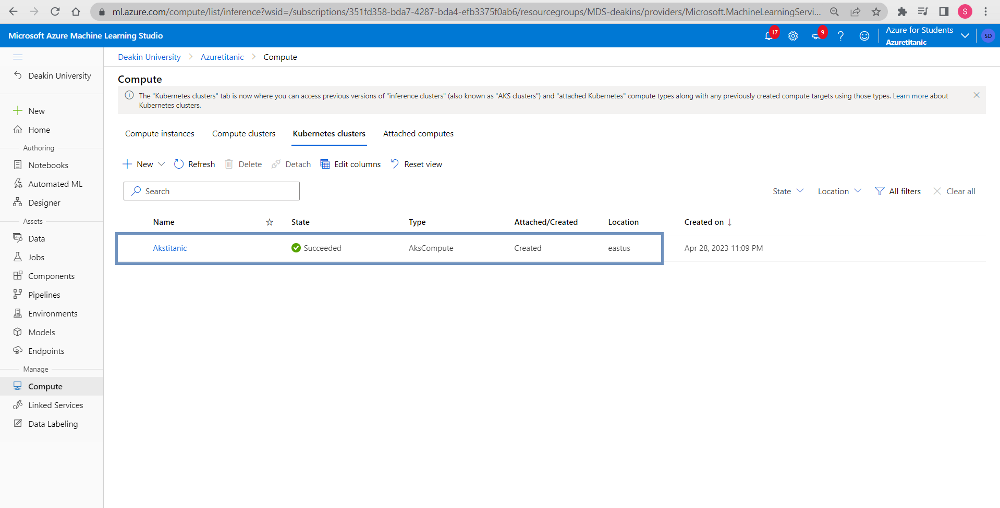 ml.azure.com/compute/list/inference?wsid=/subscriptions/351fd358-bda7-4287-bda4-efb3375f0ab6/resourcegroups/MDS-deakins/providers/Microsoft.MachineLearningServi...
S
Microsoft Azure Machine Learning Studio
17
9
Azure for Students
Azuretitanic
SD
Deakin University
New
Home
Authoring
Notebooks
Automated ML
Designer
Assets
Data
Jobs
Components
Pipelines
Environments
Models
Endpoints
Manage
Compute
Linked Services
Data Labeling
Deakin University > Azuretitanic > Compute
Compute
The "Kubernetes clusters" tab is now where you can access previous versions of "inference clusters" (also known as "AKS clusters") and "attached Kubernetes" compute types along with any previously created compute targets using those types. Learn more about
Kubernetes clusters.
Compute instances Compute clusters Kubernetes clusters Attached computes
New Refresh Delete Detach Edit columns Reset view
Search
State Location All filters Clear all
Name State Type Attached/Created Location Created on ↓
Akstitanic Succeeded AksCompute Created eastus Apr 28, 2023 11:09 PM